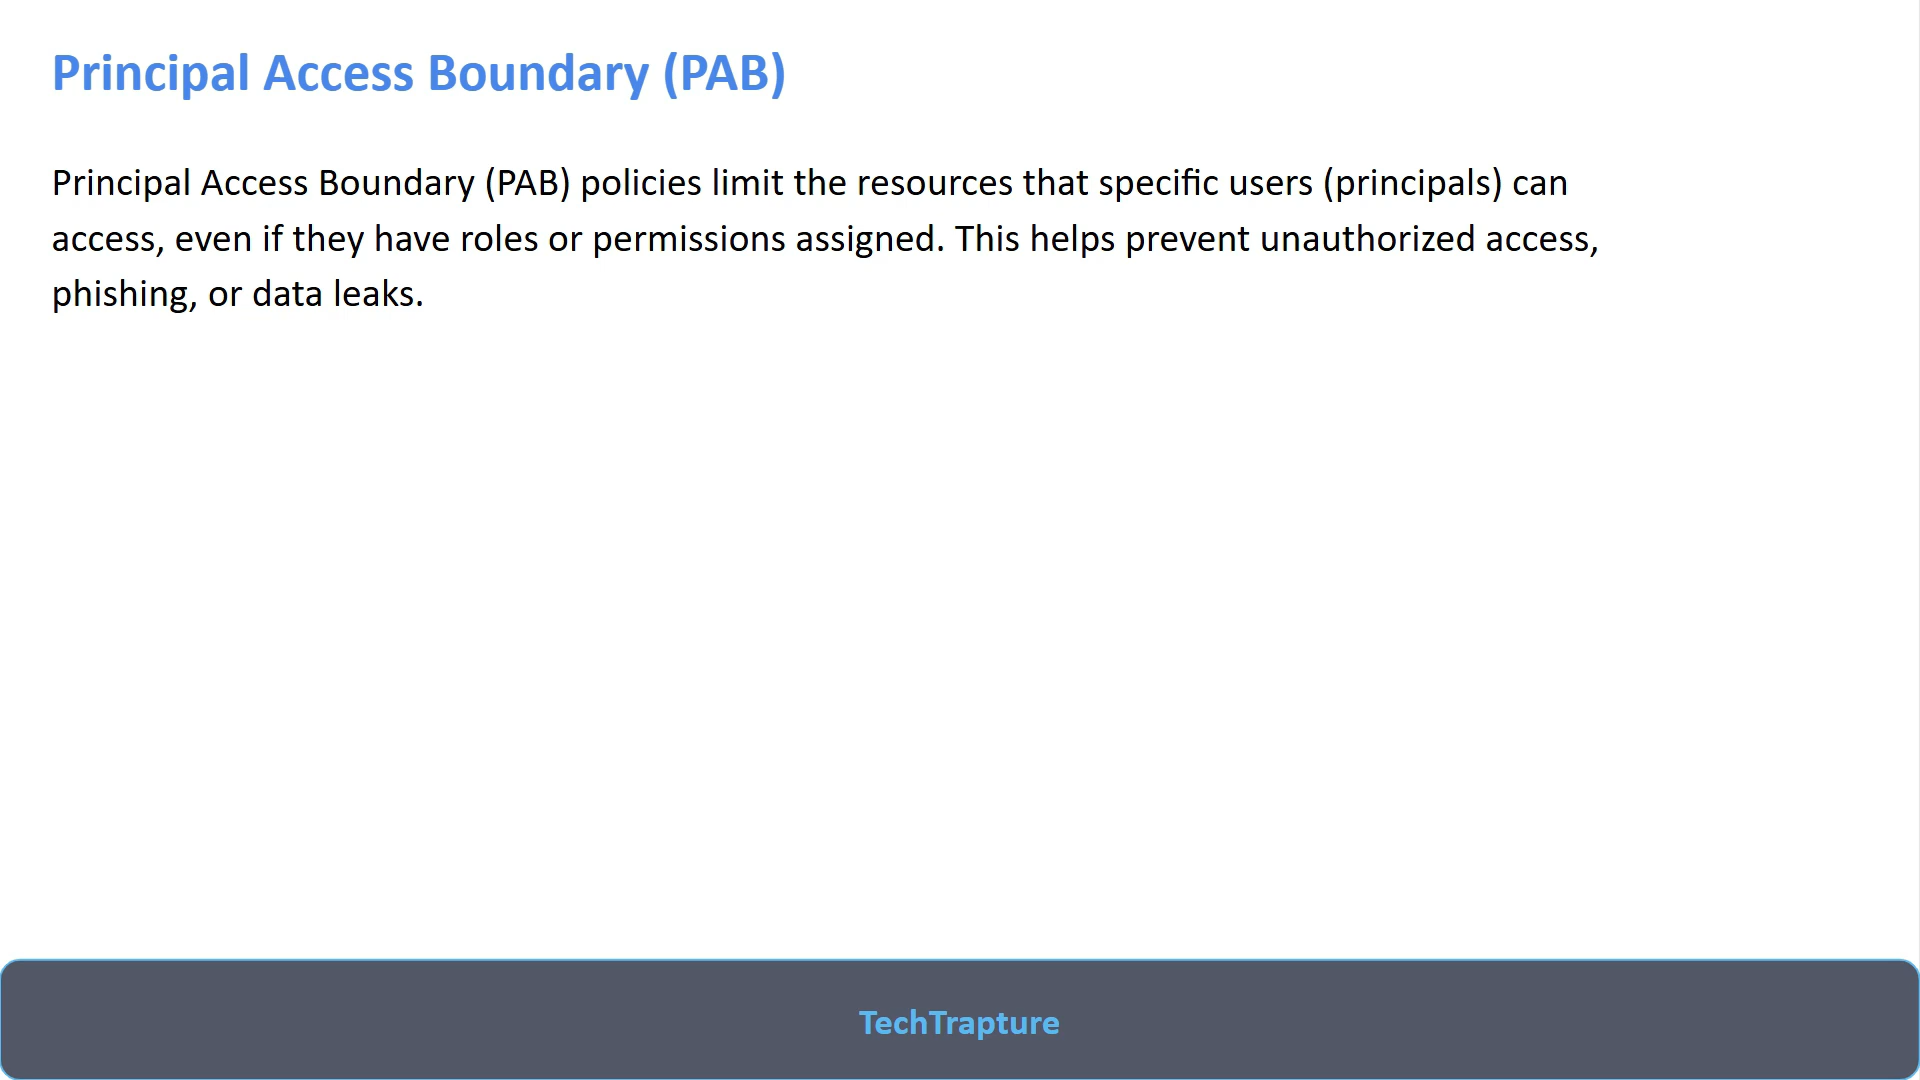 Principal Access Boundary (PAB)
Principal Access Boundary (PAB) policies limit the resources that specific users (principals) can
access, even if they have roles or permissions assigned. This helps prevent unauthorized access,
phishing, or data leaks.
TechTrapture